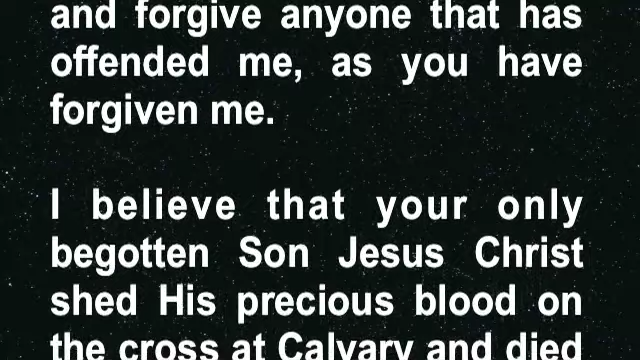 and forgive anyone that has
offended me, as you have
forgiven me.
I believe that your only
begotten Son Jesus Christ
shed His precious blood on
the cross at Calvary and died